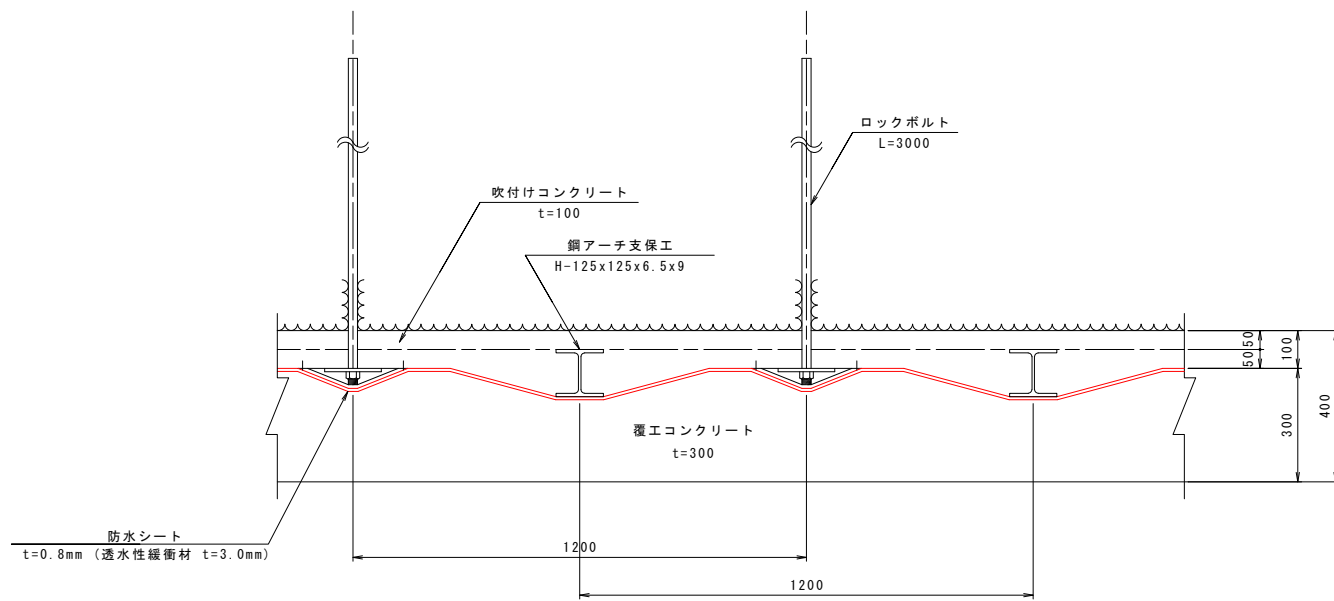 ロックボルト
L=3000
吹付けコンクリート
t=100
鋼アーチ支保工
H-125x125x6.5x9
50
50
100
300
400
覆工コンクリート
t=300
防水シート
t=0.8mm (透水性緩衝材 t=3.0mm)
1200
1200